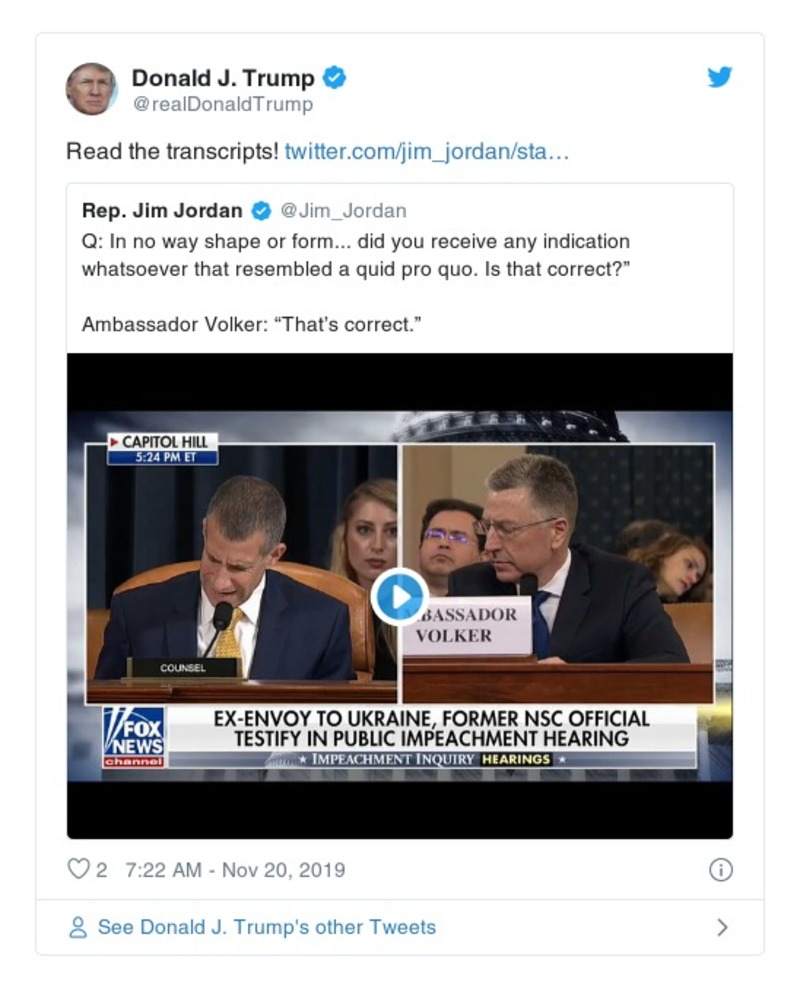 Donald J. Trump
@realDonaldTrump
Read the transcripts! twitter.com/jim_jordan/sta…
Rep. Jim Jordan @Jim_Jordan
Q: In no way shape or form... did you receive any indication
whatsoever that resembled a quid pro quo. Is that correct?”
Ambassador Volker: “That’s correct.”
CAPITOL HILL
5:24 PM ET
COUNSEL
BASSADOR
VOLKER
FOX
NEWS
channel
EX-ENVOY TO UKRAINE, FORMER NSC OFFICIAL
TESTIFY IN PUBLIC IMPEACHMENT HEARING
IMPEACHMENT INQUIRY HEARINGS
2 7:22 AM - Nov 20, 2019
See Donald J. Trump's other Tweets